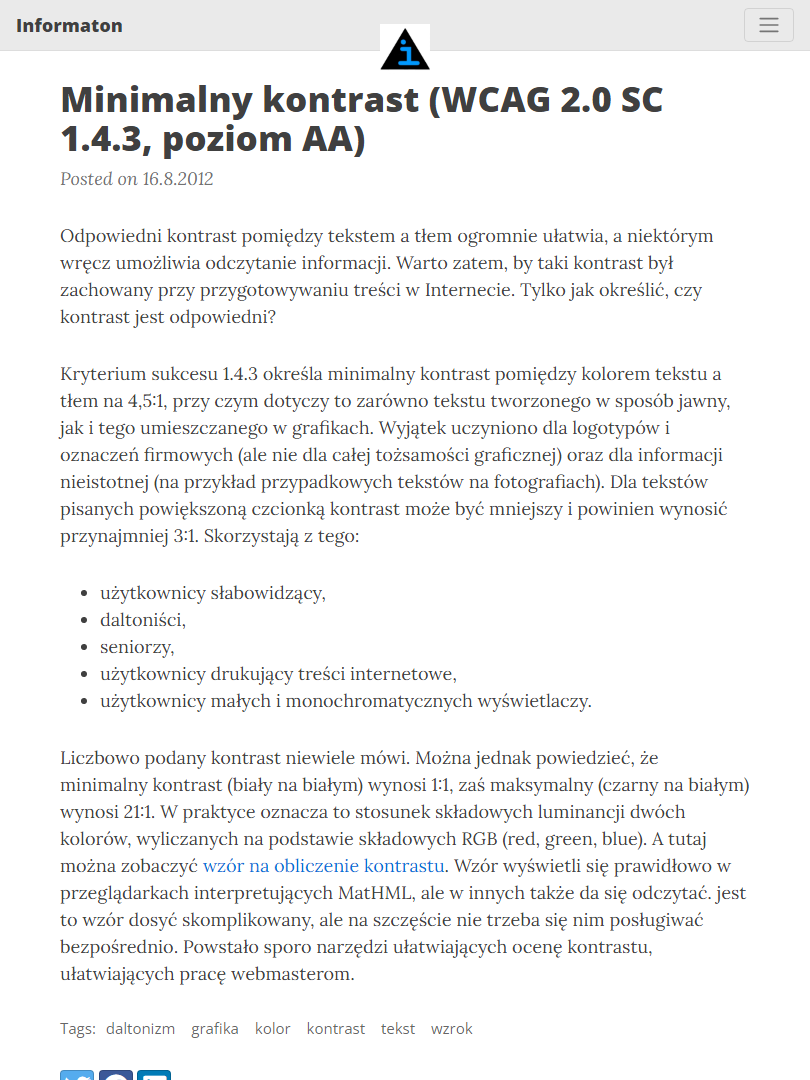 Informaton
i
Minimalny kontrast (WCAG 2.0 SC
1.4.3, poziom AA)
Posted on 16.8.2012
Odpowiedni kontrast pomiędzy tekstem a tłem ogromnie ułatwia, a niektórym
wręcz umożliwia odczytanie informacji. Warto zatem, by taki kontrast był
zachowany przy przygotowywaniu treści w Internecie. Tylko jak określić, czy
kontrast jest odpowiedni?
Kryterium sukcesu 1.4.3 określa minimalny kontrast pomiędzy kolorem tekstu a
tłem na 4,5:1, przy czym dotyczy to zarówno tekstu tworzonego w sposób jawny,
jak i tego umieszczanego w grafikach. Wyjątek uczyniono dla logotypów i
oznaczeń firmowych (ale nie dla całej tożsamości graficznej) oraz dla informacji
nieistotnej (na przykład przypadkowych tekstów na fotografiach). Dla tekstów
pisanych powiększoną czcionką kontrast może być mniejszy i powinien wynosić
przynajmniej 3:1. Skorzystają z tego:
• użytkownicy słabowidzący,
• daltoniści,
• seniorzy,
• użytkownicy drukujący treści internetowe,
• użytkownicy małych i monochromatycznych wyświetlaczy.
Liczbowo podany kontrast niewiele mówi. Można jednak powiedzieć, że
minimalny kontrast (biały na białym) wynosi 1:1, zaś maksymalny (czarny na białym)
wynosi 21:1. W praktyce oznacza to stosunek składowych luminancji dwóch
kolorów, wyliczanych na podstawie składowych RGB (red, green, blue). A tutaj
można zobaczyć wzór na obliczenie kontrastu. Wzór wyświetli się prawidłowo w
przeglądarkach interpretujących MatHML, ale w innych także da się odczytać. jest
to wzór dosyć skomplikowany, ale na szczęście nie trzeba się nim posługiwać
bezpośrednio. Powstało sporo narzędzi ułatwiających ocenę kontrastu,
ułatwiających pracę webmasterom.
Tags: daltonizm grafika kolor kontrast tekst wzrok